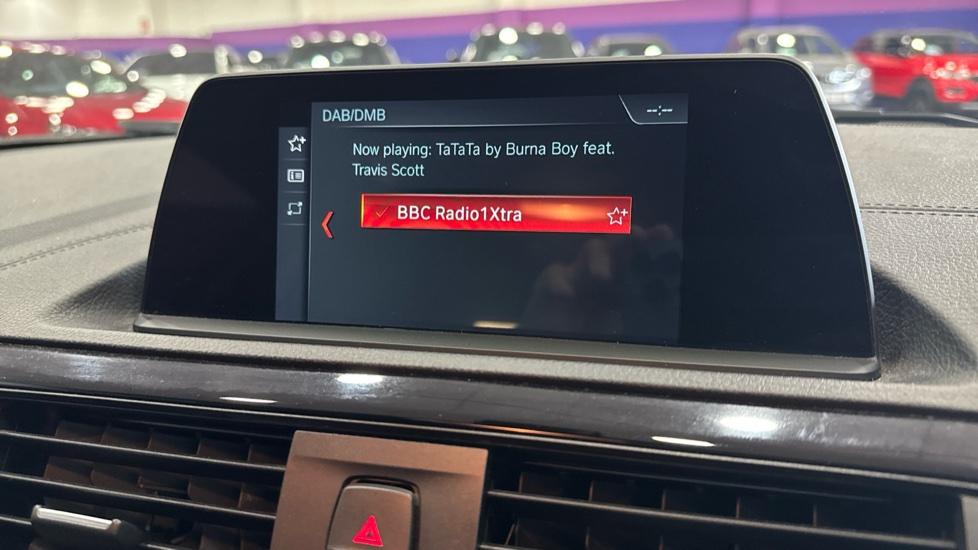 DAB/DMB
--:--
Now playing: TaTaTa by Burna Boy feat.
Travis Scott
BBC Radio1Xtra